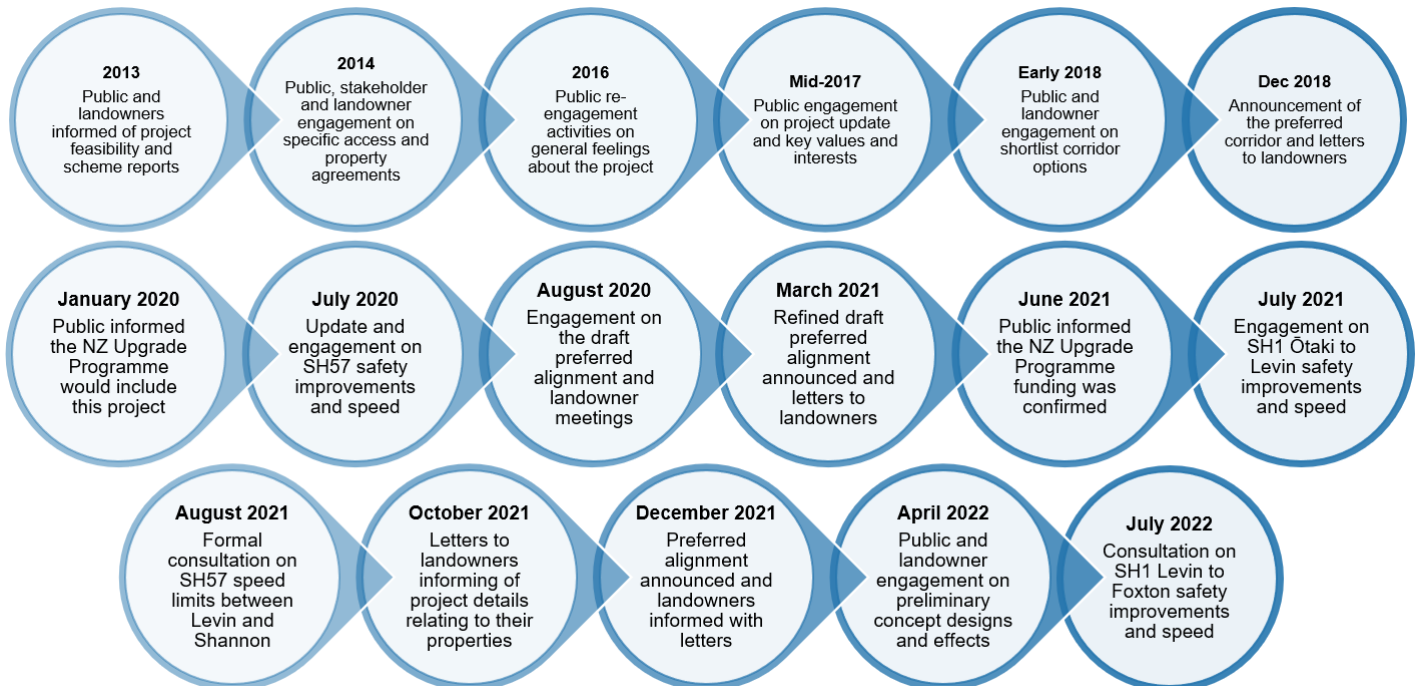 2013
Public and
landowners
informed of project
feasibility and
scheme reports
2014
Public, stakeholder
and landowner
engagement on
specific access and
property
agreements
2016
Public re-
engagement
activities on
general feelings
about the project
Mid-2017
Public engagement
on project update
and key values and
interests
Early 2018
Public and
landowner
engagement on
shortlist corridor
options
Dec 2018
Announcement of
the preferred
corridor and letters
to landowners
January 2020
Public informed
the NZ Upgrade
Programme
would include
this project
July 2020
Update and
engagement on
SH57 safety
improvements
and speed
August 2020
Engagement on
the draft
preferred
alignment and
landowner
meetings
March 2021
Refined draft
preferred
alignment
announced and
letters to
landowners
June 2021
Public informed
the NZ Upgrade
Programme
funding was
confirmed
July 2021
Engagement on
SH1 Ōtaki to
Levin safety
improvements
and speed
August 2021
Formal
consultation on
SH57 speed
limits between
Levin and
Shannon
October 2021
Letters to
landowners
informing of
project details
relating to their
properties
December 2021
Preferred
alignment
announced and
landowners
informed with
letters
April 2022
Public and
landowner
engagement on
preliminary
concept designs
and effects
July 2022
Consultation on
SH1 Levin to
Foxton safety
improvements
and speed